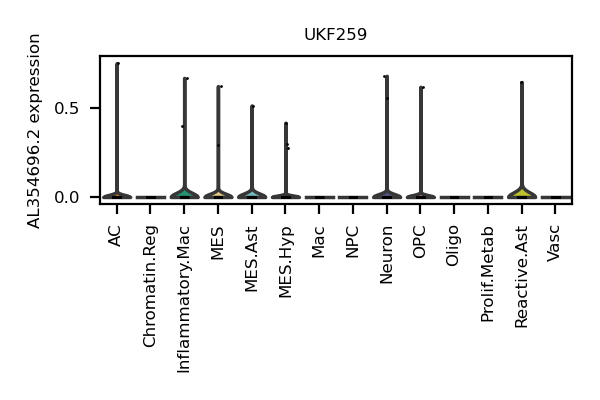 UKF259
AL354696.2 expression
0.5
0.0
AC
Chromatin.Reg
Inflammatory.Mac
MES
MES.Ast
MES.Hyp
Mac
NPC
Neuron
OPC
Oligo
Prolif.Metab
Reactive.Ast
Vasc